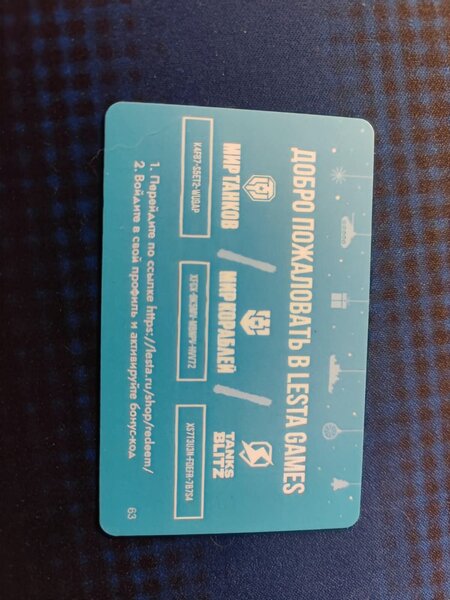 ДОБРО ПОЖАЛОВАТЬ В LESTA GAMES
МИР ТАНКОВ
МИР КОРАБЛЕЙ
TANKS
BLITZ
1. Перейдите по ссылке https://lesta.ru/shop/redeem/
2. Войдите в свой профиль и активируйте бонус-код
63